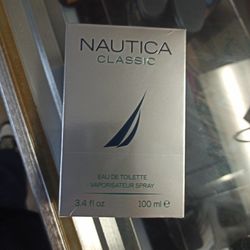 NAUTICA
CLASSIC
EAU DE TOILETTE
VAPORISATEUR SPRAY
3.4 fl oz 100 ml ℮